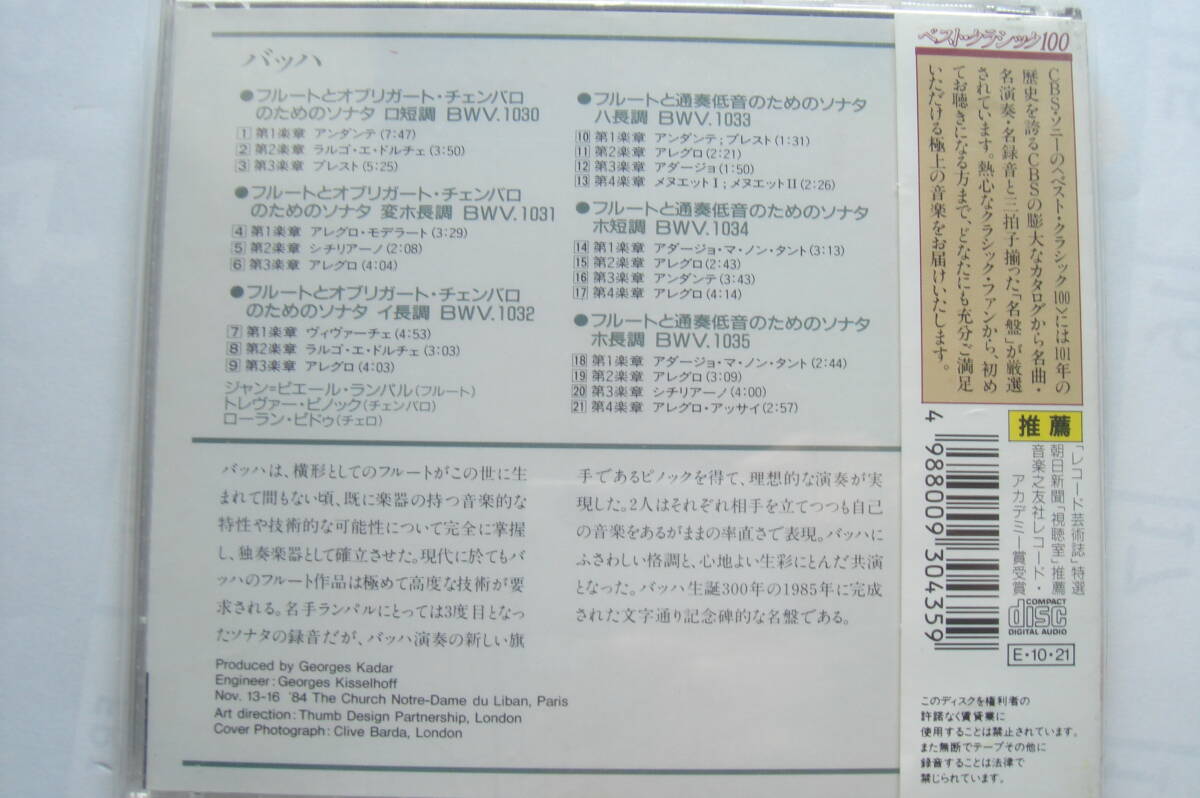 バッハ
●フルートとオブリガート・チェンバロ
のためのソナタ ロ短調 BWV.1030
1 第1楽章 アンダンテ(7:47)
2 第2楽章 ラルゴ・エ・ドルチェ(3:50)
3 第3楽章 プレスト(5:25)
●フルートとオブリガート・チェンバロ
のためのソナタ 変ホ長調 BWV.1031
4 第1楽章 アレグロ・モデラート(3:29)
5 第2楽章 シチリアーノ(2:08)
6 第3楽章 アレグロ(4:04)
●フルートとオブリガート・チェンバロ
のためのソナタ イ長調 BWV.1032
7 第1楽章 ヴィヴァーチェ(4:53)
8 第2楽章 ラルゴ・エ・ドルチェ(3:03)
9 第3楽章 アレグロ(4:03)
ジャン=ピエール・ランパル(フルート)
トレヴァー・ピノック(チェンバロ)
ローラン・ピドゥ(チェロ)
●フルートと通奏低音のためのソナタ
ハ長調 BWV.1033
10 第1楽章 アンダンテ;プレスト(1:31)
11 第2楽章 アレグロ(2:21)
12 第3楽章 アダージョ(1:50)
13 第4楽章 メヌエットI;メヌエットII(2:26)
●フルートと通奏低音のためのソナタ
ホ短調 BWV.1034
14 第1楽章 アダージョ・マ・ノン・タント(3:13)
15 第2楽章 アレグロ(2:43)
16 第3楽章 アンダンテ(3:43)
17 第4楽章 アレグロ(4:14)
●フルートと通奏低音のためのソナタ
ホ長調 BWV.1035
18 第1楽章 アダージョ・マ・ノン・タント(2:44)
19 第2楽章 アレグロ(3:09)
20 第3楽章 シチリアーノ(4:00)
21 第4楽章 アレグロ・アッサイ(2:57)
バッハは、横形としてのフルートがこの世に生
まれて間もない頃、既に楽器の持つ音楽的な
特性や技術的な可能性について完全に掌握
し、独奏楽器として確立させた。現代に於てもバ
ッハのフルート作品は極めて高度な技術が要
求される。名手ランパルにとっては3度目となっ
たソナタの録音だが、バッハ演奏の新しい旗
手であるピノックを得て、理想的な演奏が実
現した。2人はそれぞれ相手を立てつつも自己
の音楽をあるがままの率直さで表現。バッハに
ふさわしい格調と、心地よい生彩にとんだ共演
となった。バッハ生誕300年の1985年に完成
された文字通り記念碑的な名盤である。
Produced by Georges Kadar
Engineer:Georges Kisselhoff
Nov. 13-16 '84 The Church Notre-Dame du Liban, Paris
Art direction:Thumb Design Partnership, London
Cover Photograph:Clive Barda, London
ベスト・クラシック100
CBS・ソニーの〈ベスト・クラシック100〉には101年の
歴史を誇るCBSの膨大なカタログから名曲・
名演奏・名録音と三拍子揃った「名盤」が厳選
されています。熱心なクラシック・ファンから、初め
てお聴きになる方まで、どなたにも充分ご満足
いただける極上の音楽をお届けいたします。
推薦
「レコード芸術誌」特選
朝日新聞「視聴室」推薦
音楽之友社レコード・
アカデミー賞受賞
4988009304359
COMPACT
disc
DIGITAL AUDIO
E・10・21
このディスクを権利者の
許諾なく賃貸業に
使用することは禁止されています。
また無断でテープその他に
録音することは法律で
禁じられています。